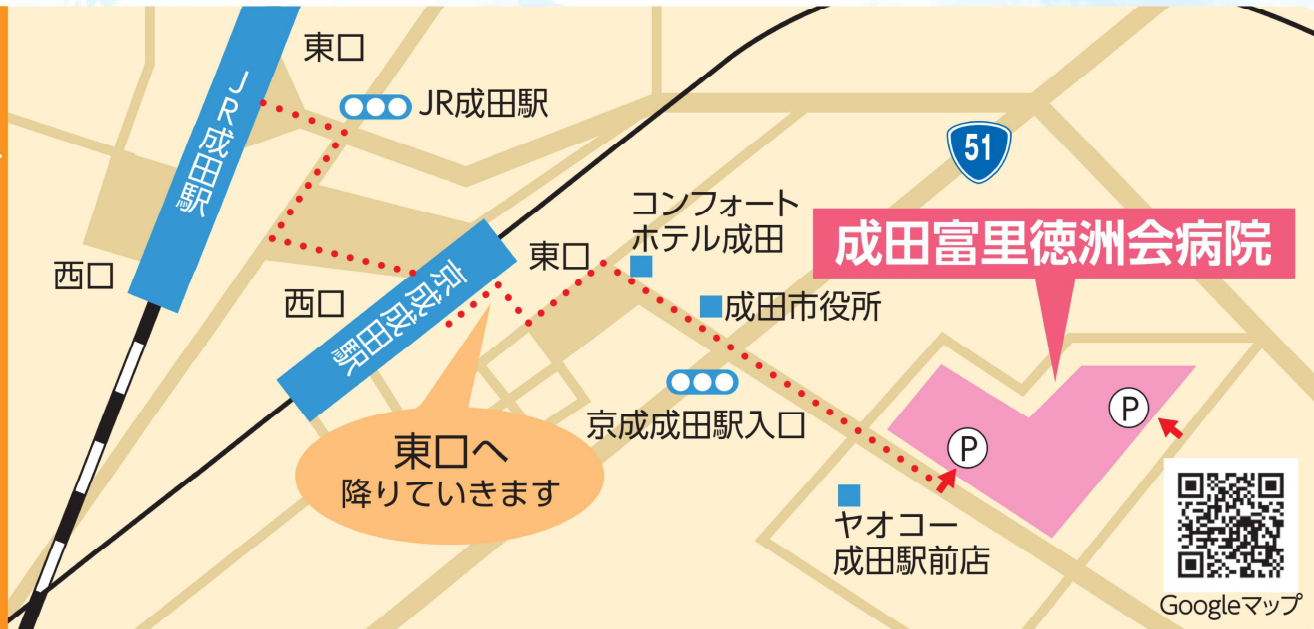 東口
JR成田駅
JR成田駅
51
コンフォート
ホテル成田
成田富里徳洲会病院
西口
西口
京成成田駅
東口
成田市役所
京成成田駅入口
東口へ
降りていきます
P
P
ヤオコー
成田駅前店
Googleマップ